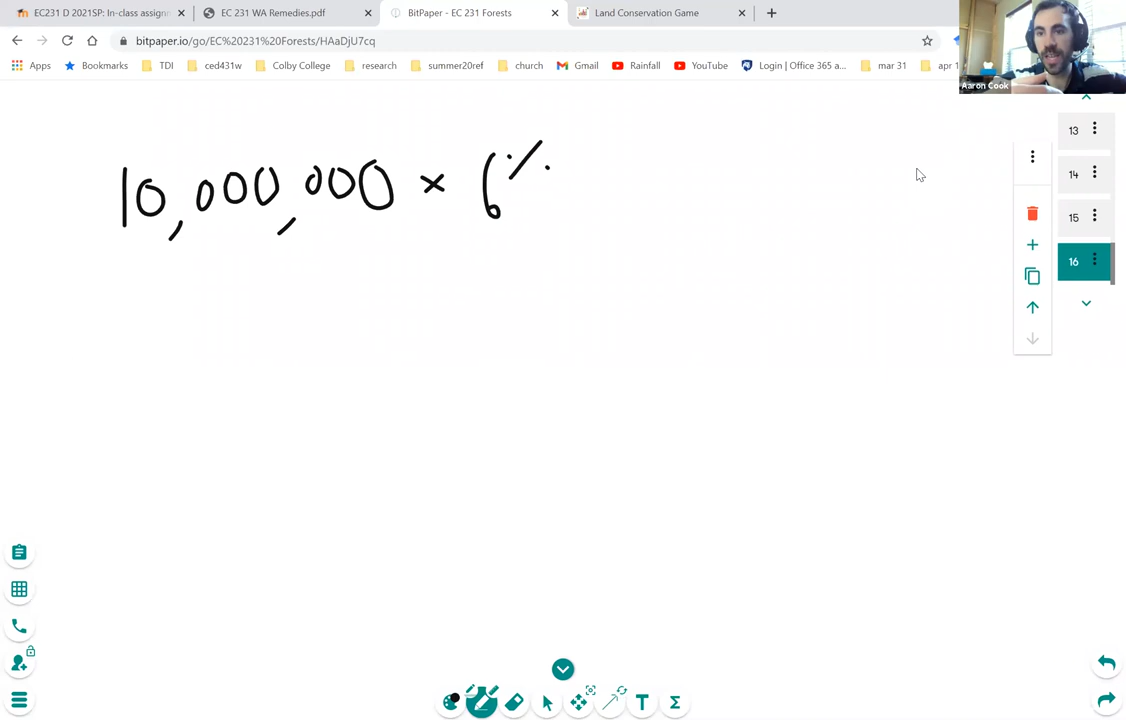 EC231 D 2021SP: In-class assignm
EC 231 WA Remedies.pdf
BitPaper - EC 231 Forests
Land Conservation Game
bitpaper.io/go/EC%20231%20Forests/HAaDjU7cq
Apps
Bookmarks
TDI
ced431w
Colby College
research
summer20ref
church
Gmail
Rainfall
YouTube
Login | Office 365 a...
mar 31
apr 1
Aaron Cook
10,000,000 × 6%
13
14
15
16
T
Σ